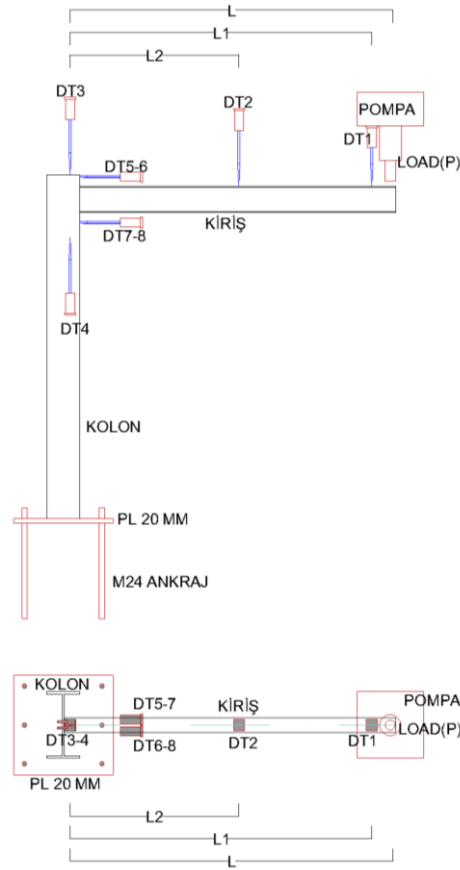 L
L1
L2
DT3
DT2
POMPA
DT1
LOAD(P)
DT5-6
KİRİŞ
DT7-8
DT4
KOLON
PL 20 MM
M24 ANKRAJ
KOLON
DT5-7
KİRİŞ
POMPA
LOAD(P)
DT3-4
DT6-8
DT2
DT1
PL 20 MM
L2
L1
L